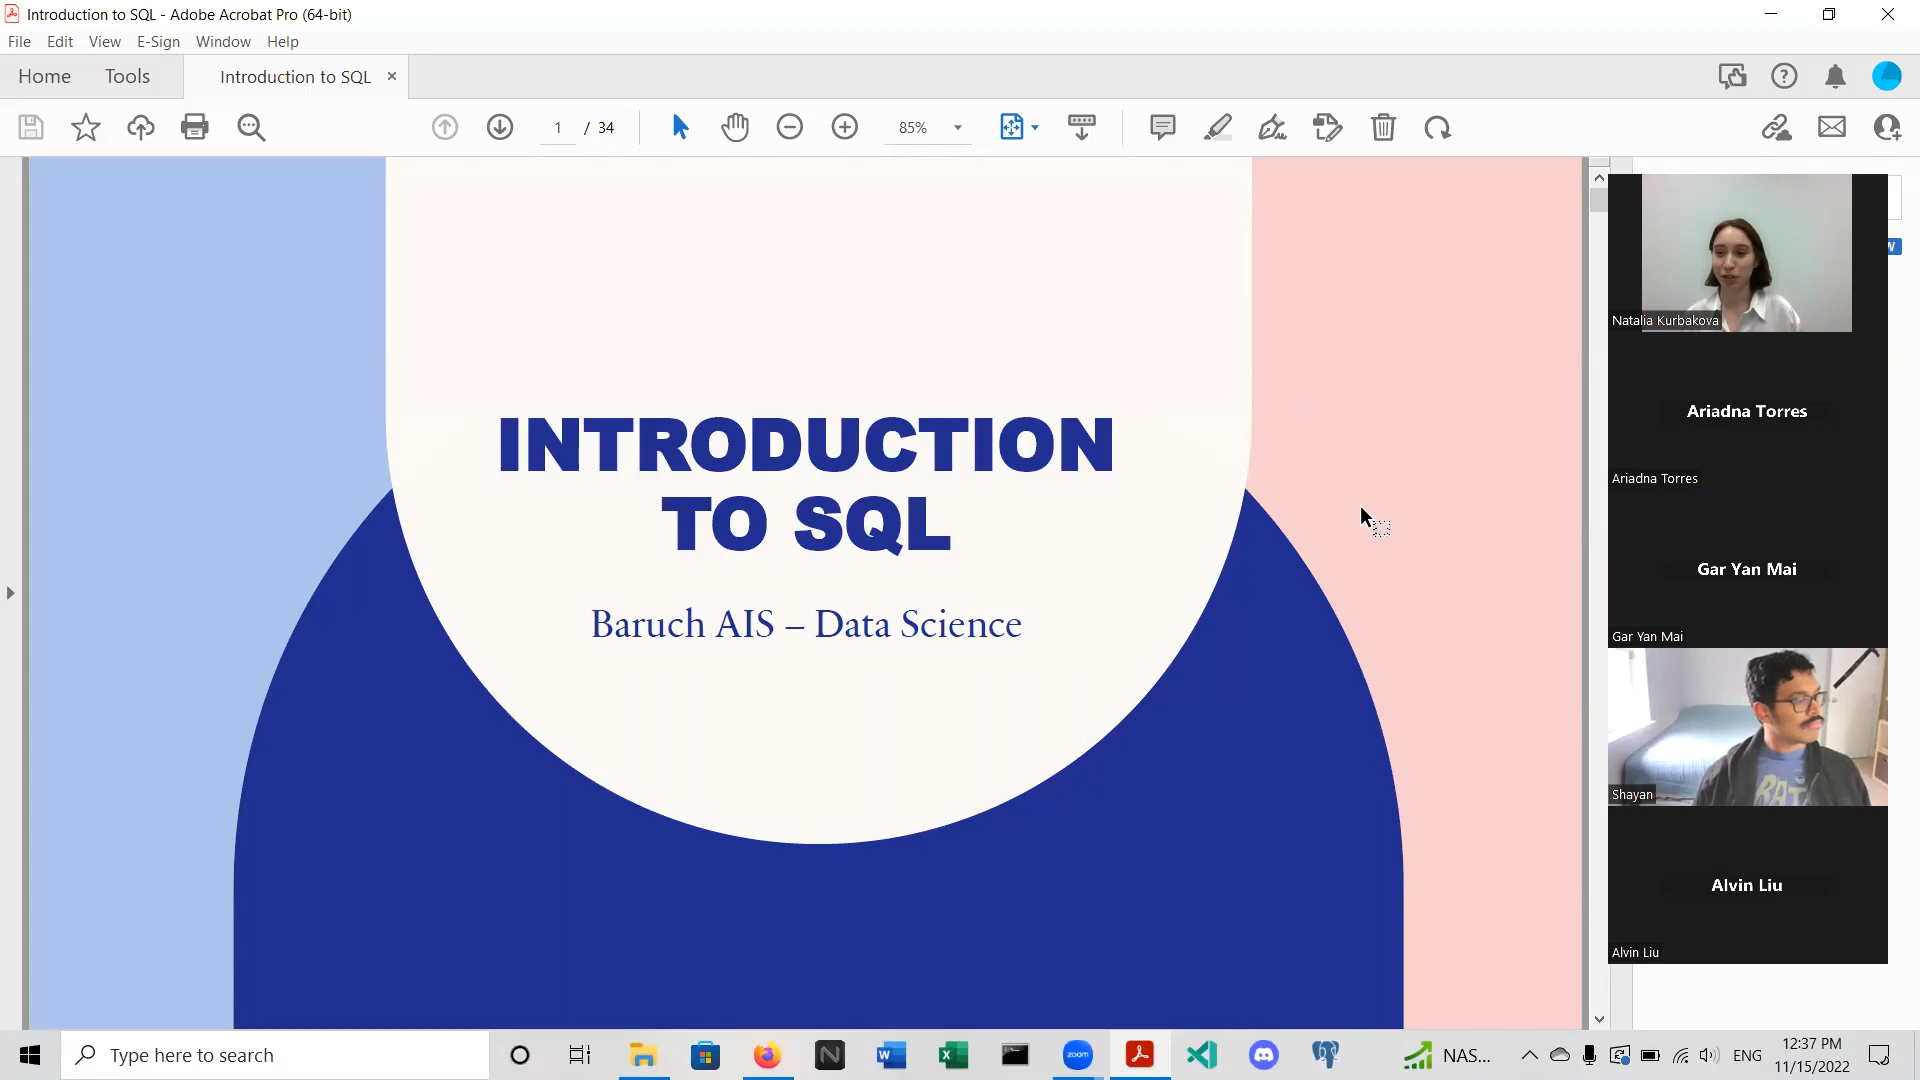 Introduction to SQL - Adobe Acrobat Pro (64-bit)
File Edit View E-Sign Window Help
Home Tools Introduction to SQL
1 / 34 85%
INTRODUCTION
TO SQL
Baruch AIS – Data Science
W
Natalia Kurbakova
Ariadna Torres
Ariadna Torres
Gar Yan Mai
Gar Yan Mai
Shayan
Alvin Liu
Alvin Liu
Type here to search
zoom
NAS...
ENG
12:37 PM
11/15/2022